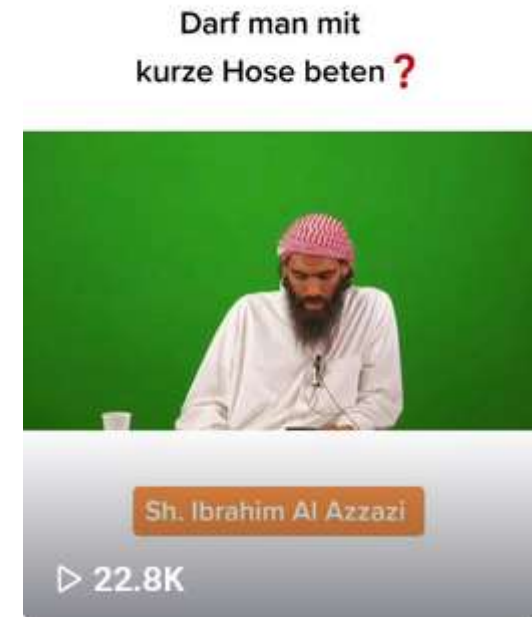 Darf man mit
kurze Hose beten❓
Sh. Ibrahim Al Azzazi
22.8K